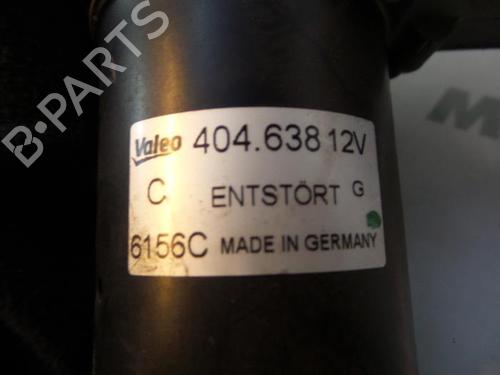 Valeo 404.638 12V
C ENTSTÖRT G
6156C MADE IN GERMANY
B-PARTS